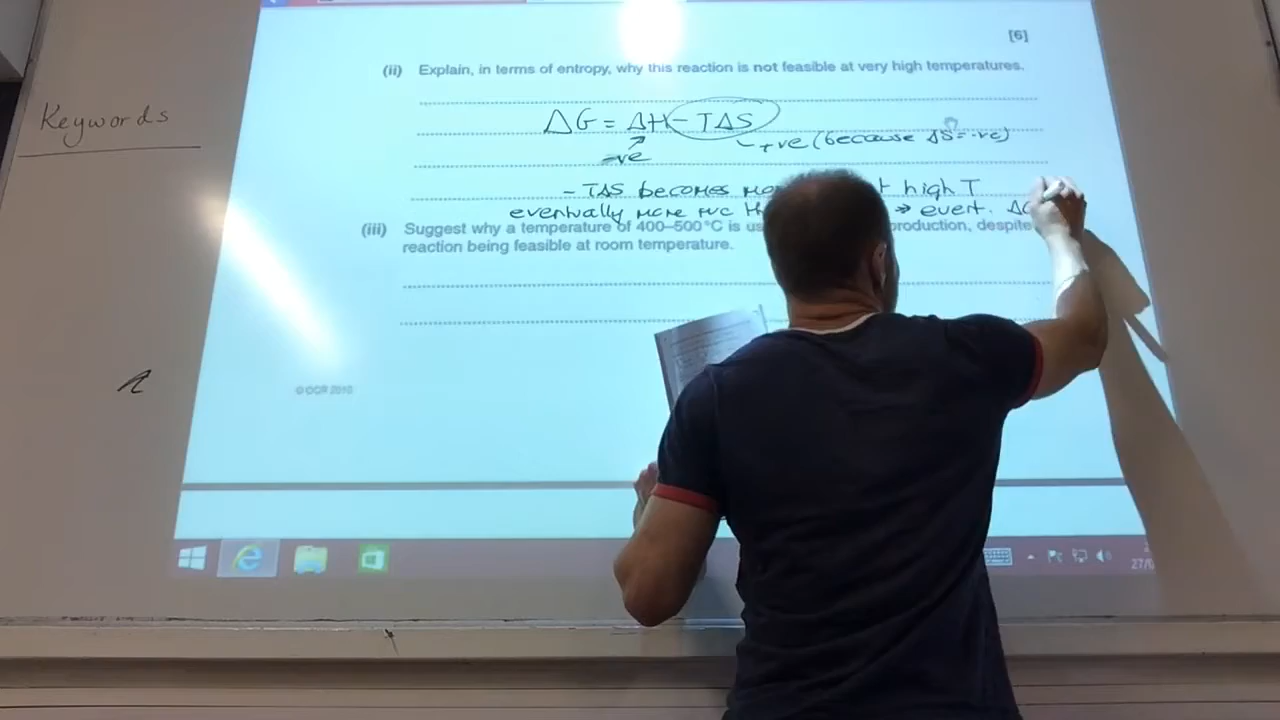 [6]
(ii) Explain, in terms of entropy, why this reaction is not feasible at very high temperatures.
Keywords
ΔG = ΔH - TΔS
-ve
+ve (because ΔS = -ve)
- TΔS becomes high T
eventually more → event.
(iii) Suggest why a temperature of 400–500°C is production, despite
reaction being feasible at room temperature.
© OCR 2010